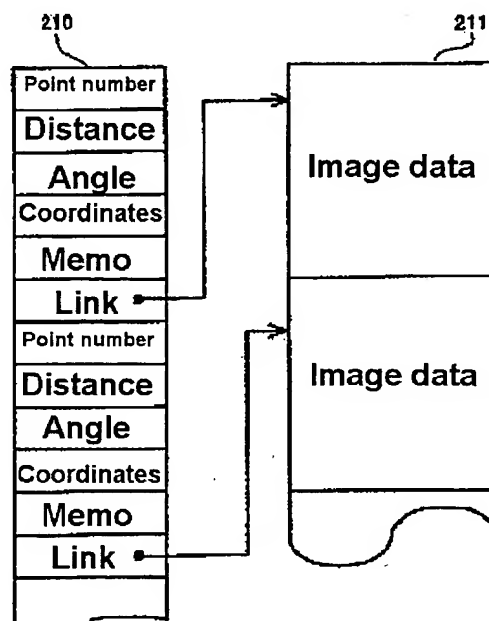 210
Point number
Distance
Angle
Coordinates
Memo
Link
Point number
Distance
Angle
Coordinates
Memo
Link
211
Image data
Image data